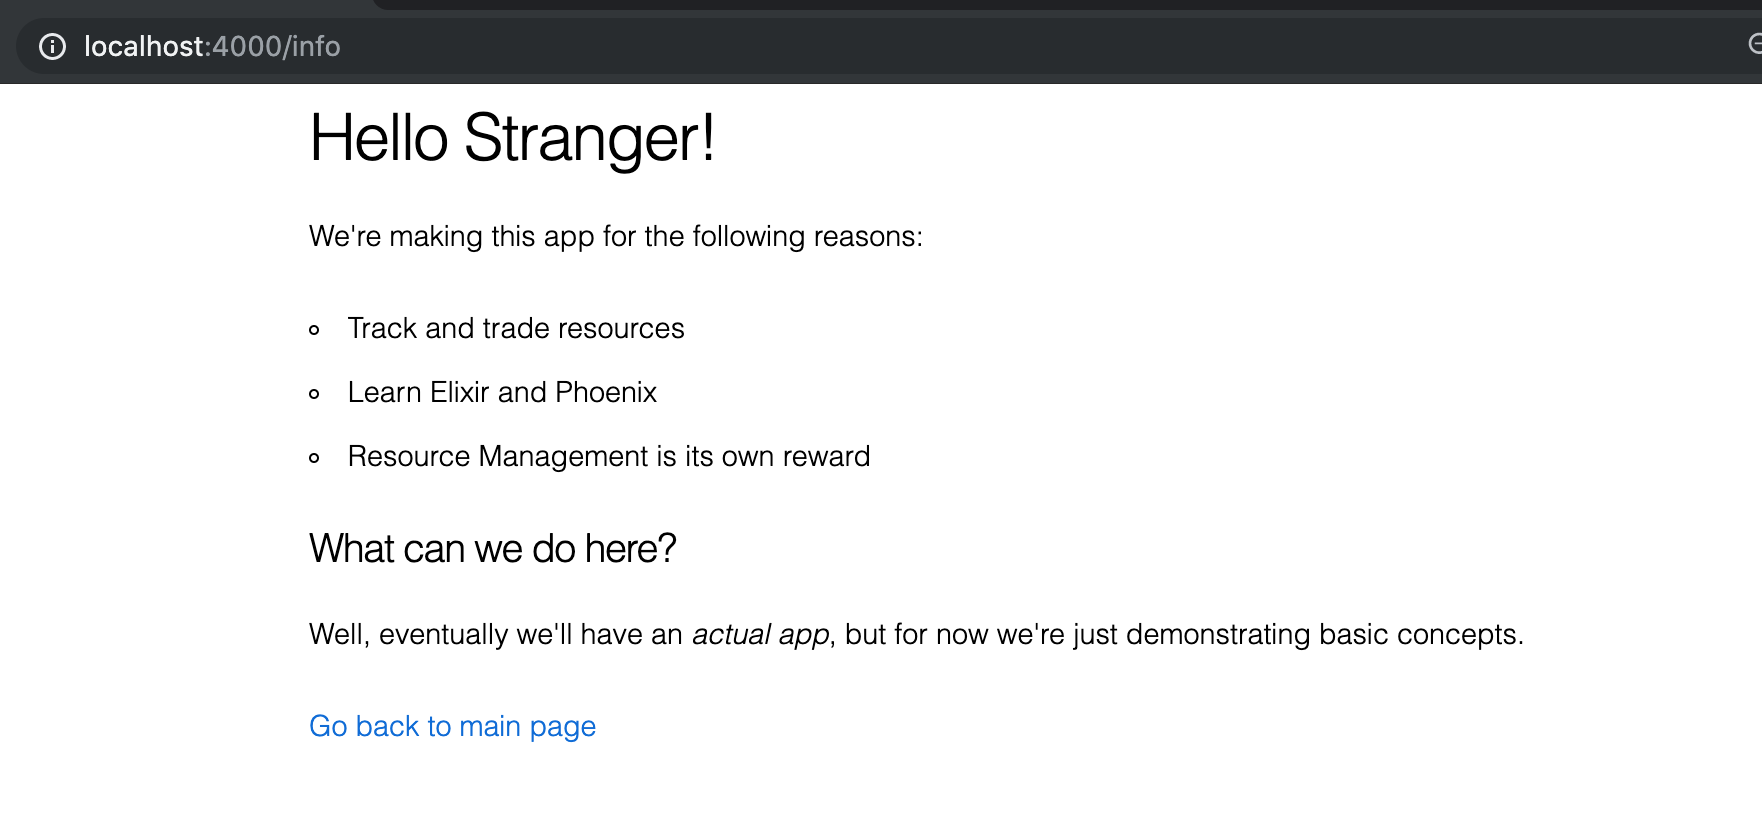 localhost:4000/info
Hello Stranger!
We're making this app for the following reasons:
Track and trade resources
Learn Elixir and Phoenix
Resource Management is its own reward
What can we do here?
Well, eventually we'll have an actual app, but for now we're just demonstrating basic concepts.
Go back to main page